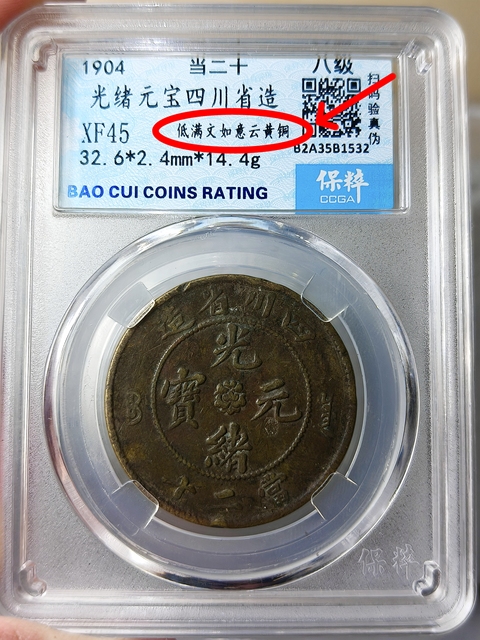 1904 当二十 八级
光绪元宝四川省造
XF45 低满文如意云黄铜
32.6*2.4mm*14.4g
B2A35B1532
扫码验真伪
BAO CUI COINS RATING
保粹
CCGA
造省川四
光
寶 元
緒
十二當
保粹